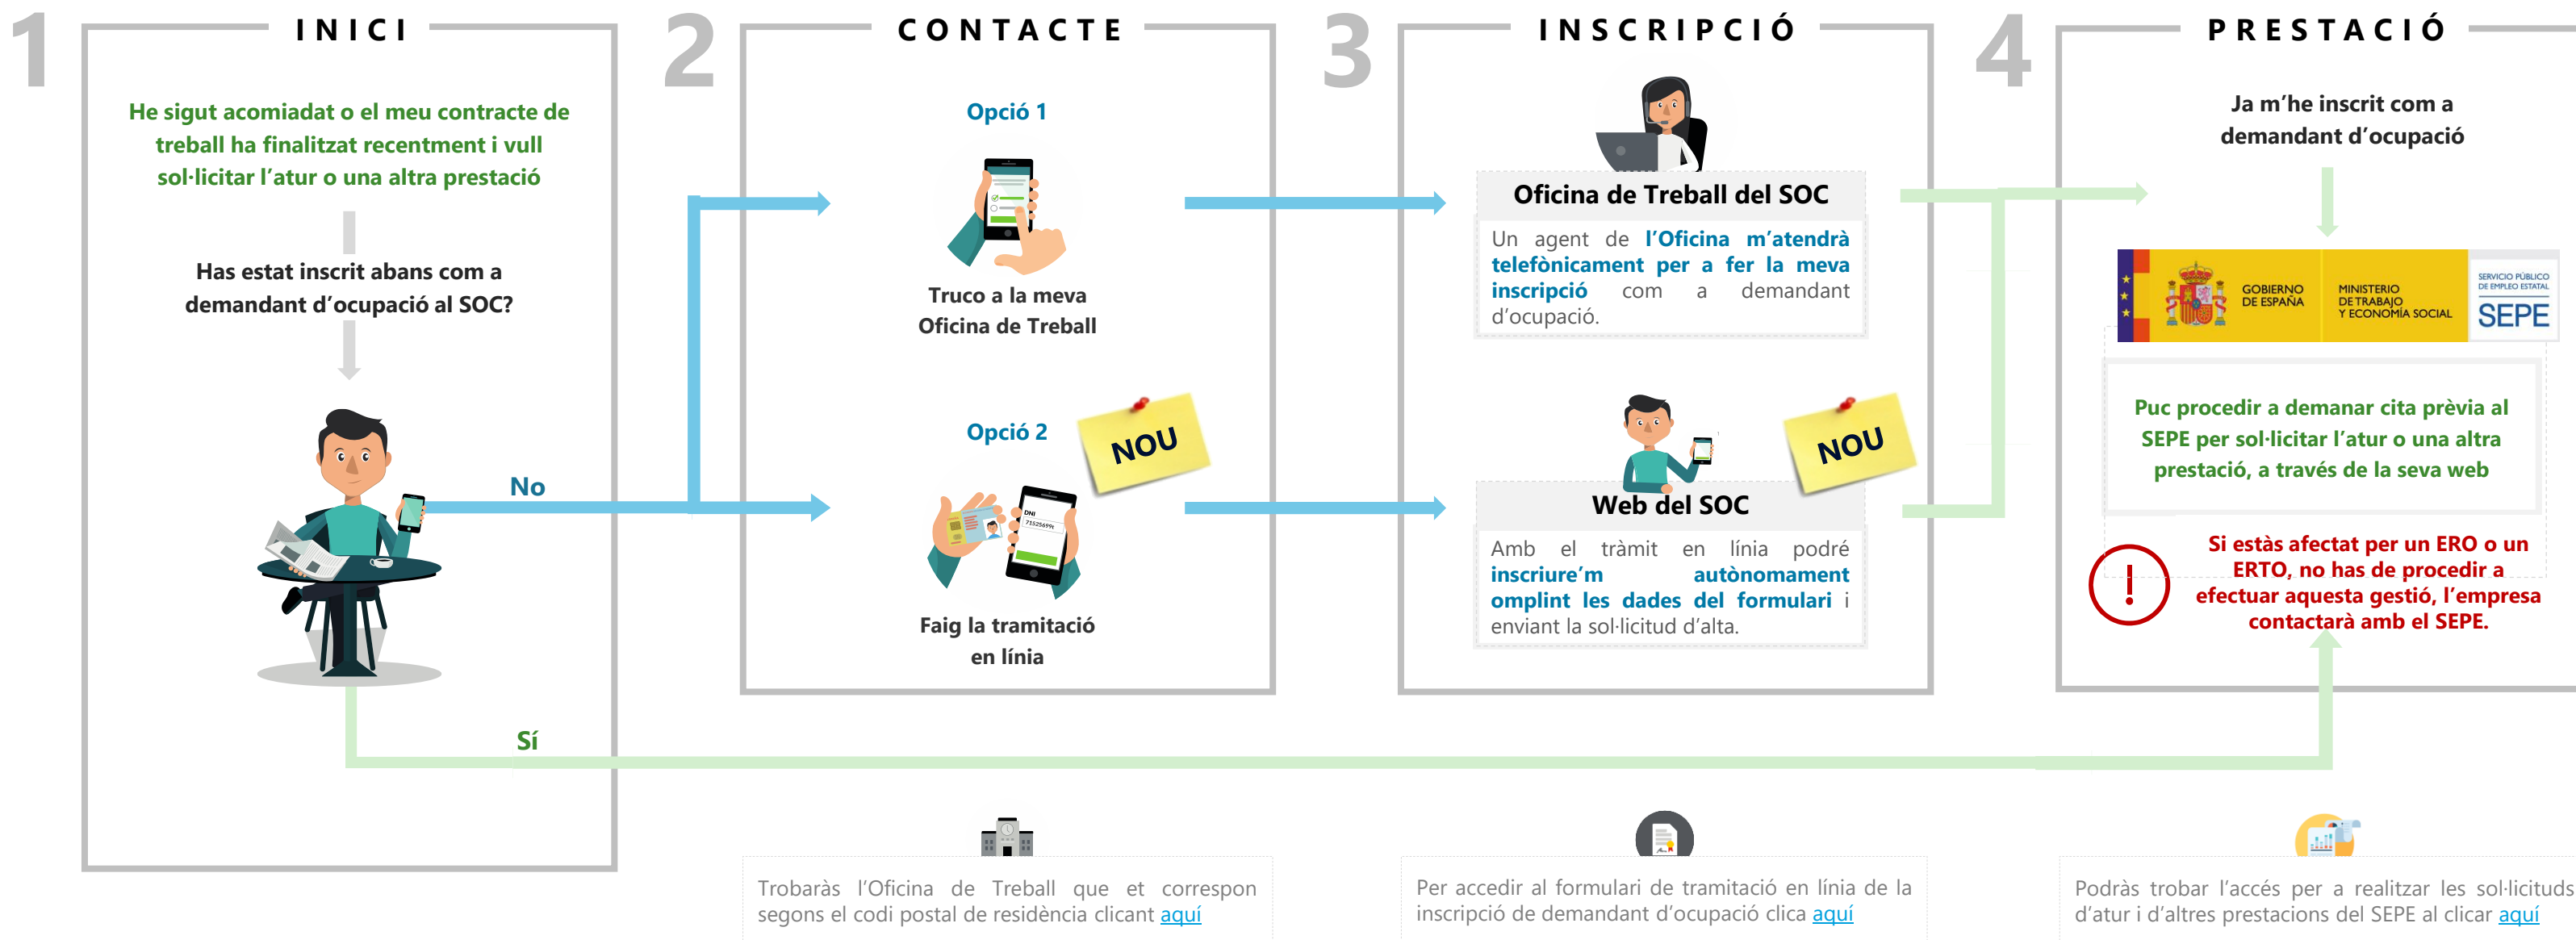 1
INICI
He sigut acomiadat o el meu contracte de
treball ha finalitzat recentment i vull
sol·licitar l'atur o una altra prestació
Has estat inscrit abans com a
demandant d'ocupació al SOC?
No
Sí
2
CONTACTE
Opció 1
Truco a la meva
Oficina de Treball
Opció 2
NOU
DNI
71525699t
Faig la tramitació
en línia
3
INSCRIPCIÓ
Oficina de Treball del SOC
Un agent de l'Oficina m'atendrà
telefònicament per a fer la meva
inscripció com a demandant
d'ocupació.
NOU
Web del SOC
Amb el tràmit en línia podré
inscriure'm autònomament
omplint les dades del formulari i
enviant la sol·licitud d'alta.
4
PRESTACIÓ
Ja m'he inscrit com a
demandant d'ocupació
GOBIERNO
DE ESPAÑA
MINISTERIO
DE TRABAJO
Y ECONOMÍA SOCIAL
SERVICIO PÚBLICO
DE EMPLEO ESTATAL
SEPE
Puc procedir a demanar cita prèvia al
SEPE per sol·licitar l'atur o una altra
prestació, a través de la seva web
!
Si estàs afectat per un ERO o un
ERTO, no has de procedir a
efectuar aquesta gestió, l'empresa
contactarà amb el SEPE.
Trobaràs l'Oficina de Treball que et correspon
segons el codi postal de residència clicant aquí
Per accedir al formulari de tramitació en línia de la
inscripció de demandant d'ocupació clica aquí
Podràs trobar l'accés per a realitzar les sol·licituds
d'atur i d'altres prestacions del SEPE al clicar aquí